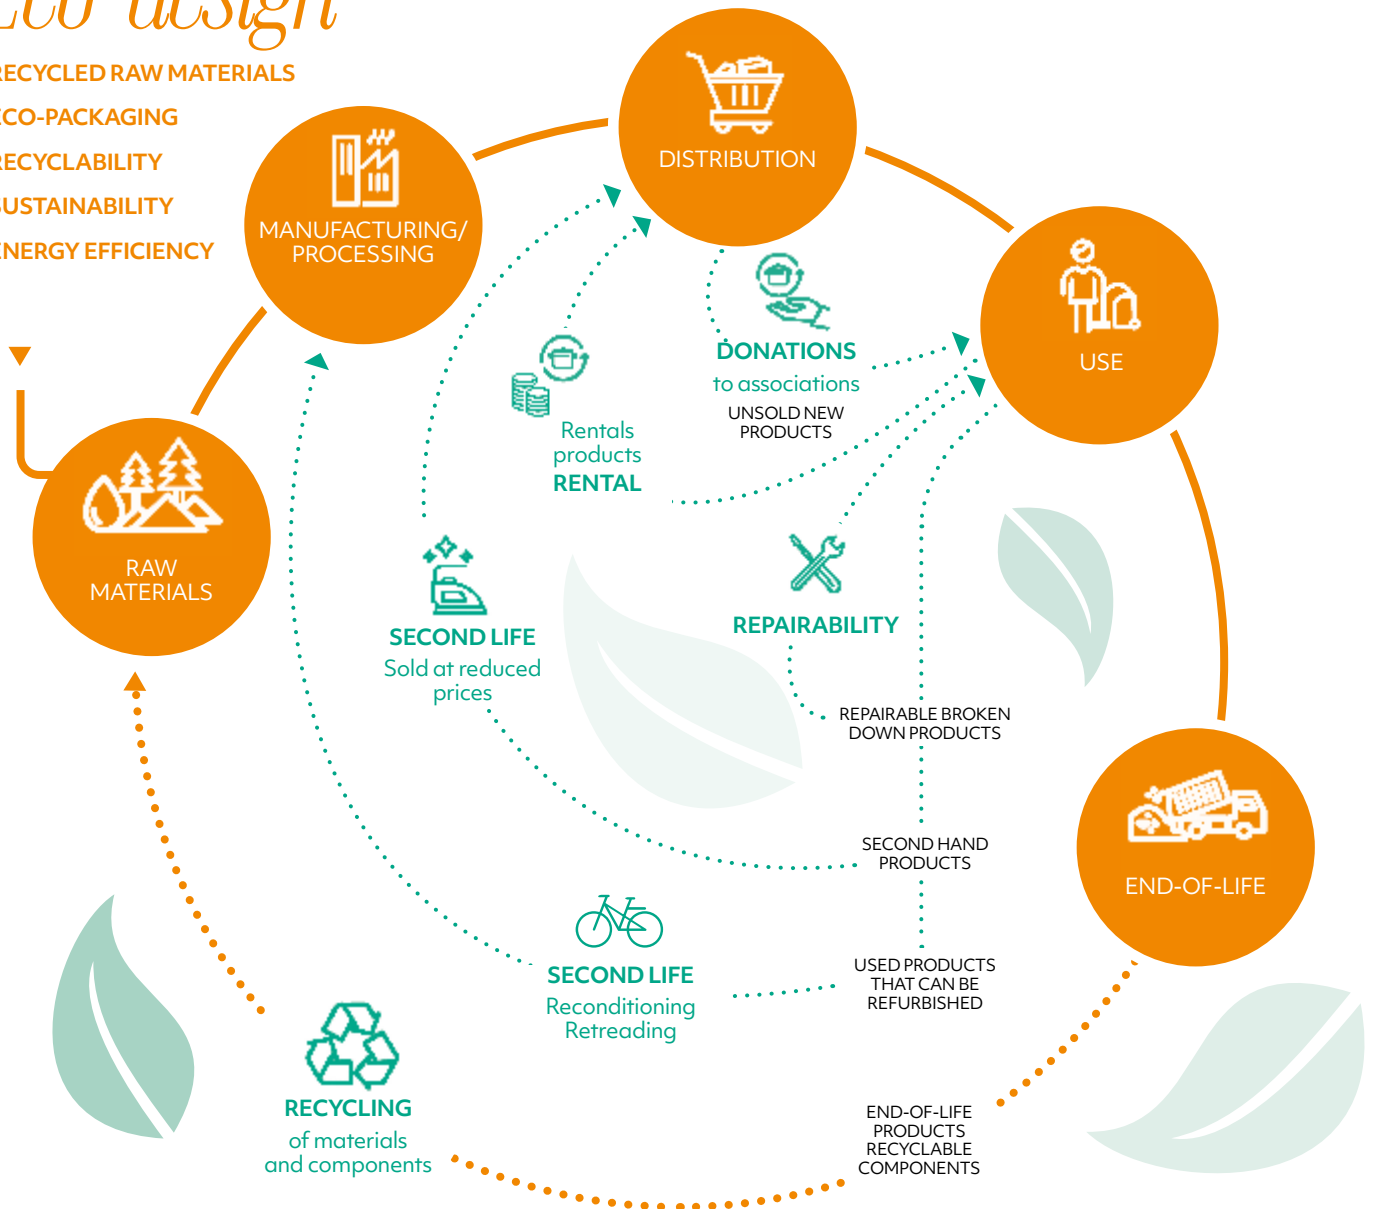 Eco design
RECYCLED RAW MATERIALS
ECO-PACKAGING
RECYCLABILITY
SUSTAINABILITY
ENERGY EFFICIENCY
RAW
MATERIALS
MANUFACTURING/
PROCESSING
DISTRIBUTION
USE
END-OF-LIFE
DONATIONS
to associations
UNSOLD NEW
PRODUCTS
Rentals
products
RENTAL
REPAIRABILITY
REPAIRABLE BROKEN
DOWN PRODUCTS
SECOND LIFE
Sold at reduced
prices
SECOND HAND
PRODUCTS
SECOND LIFE
Reconditioning
Retreading
USED PRODUCTS
THAT CAN BE
REFURBISHED
RECYCLING
of materials
and components
END-OF-LIFE
PRODUCTS
RECYCLABLE
COMPONENTS